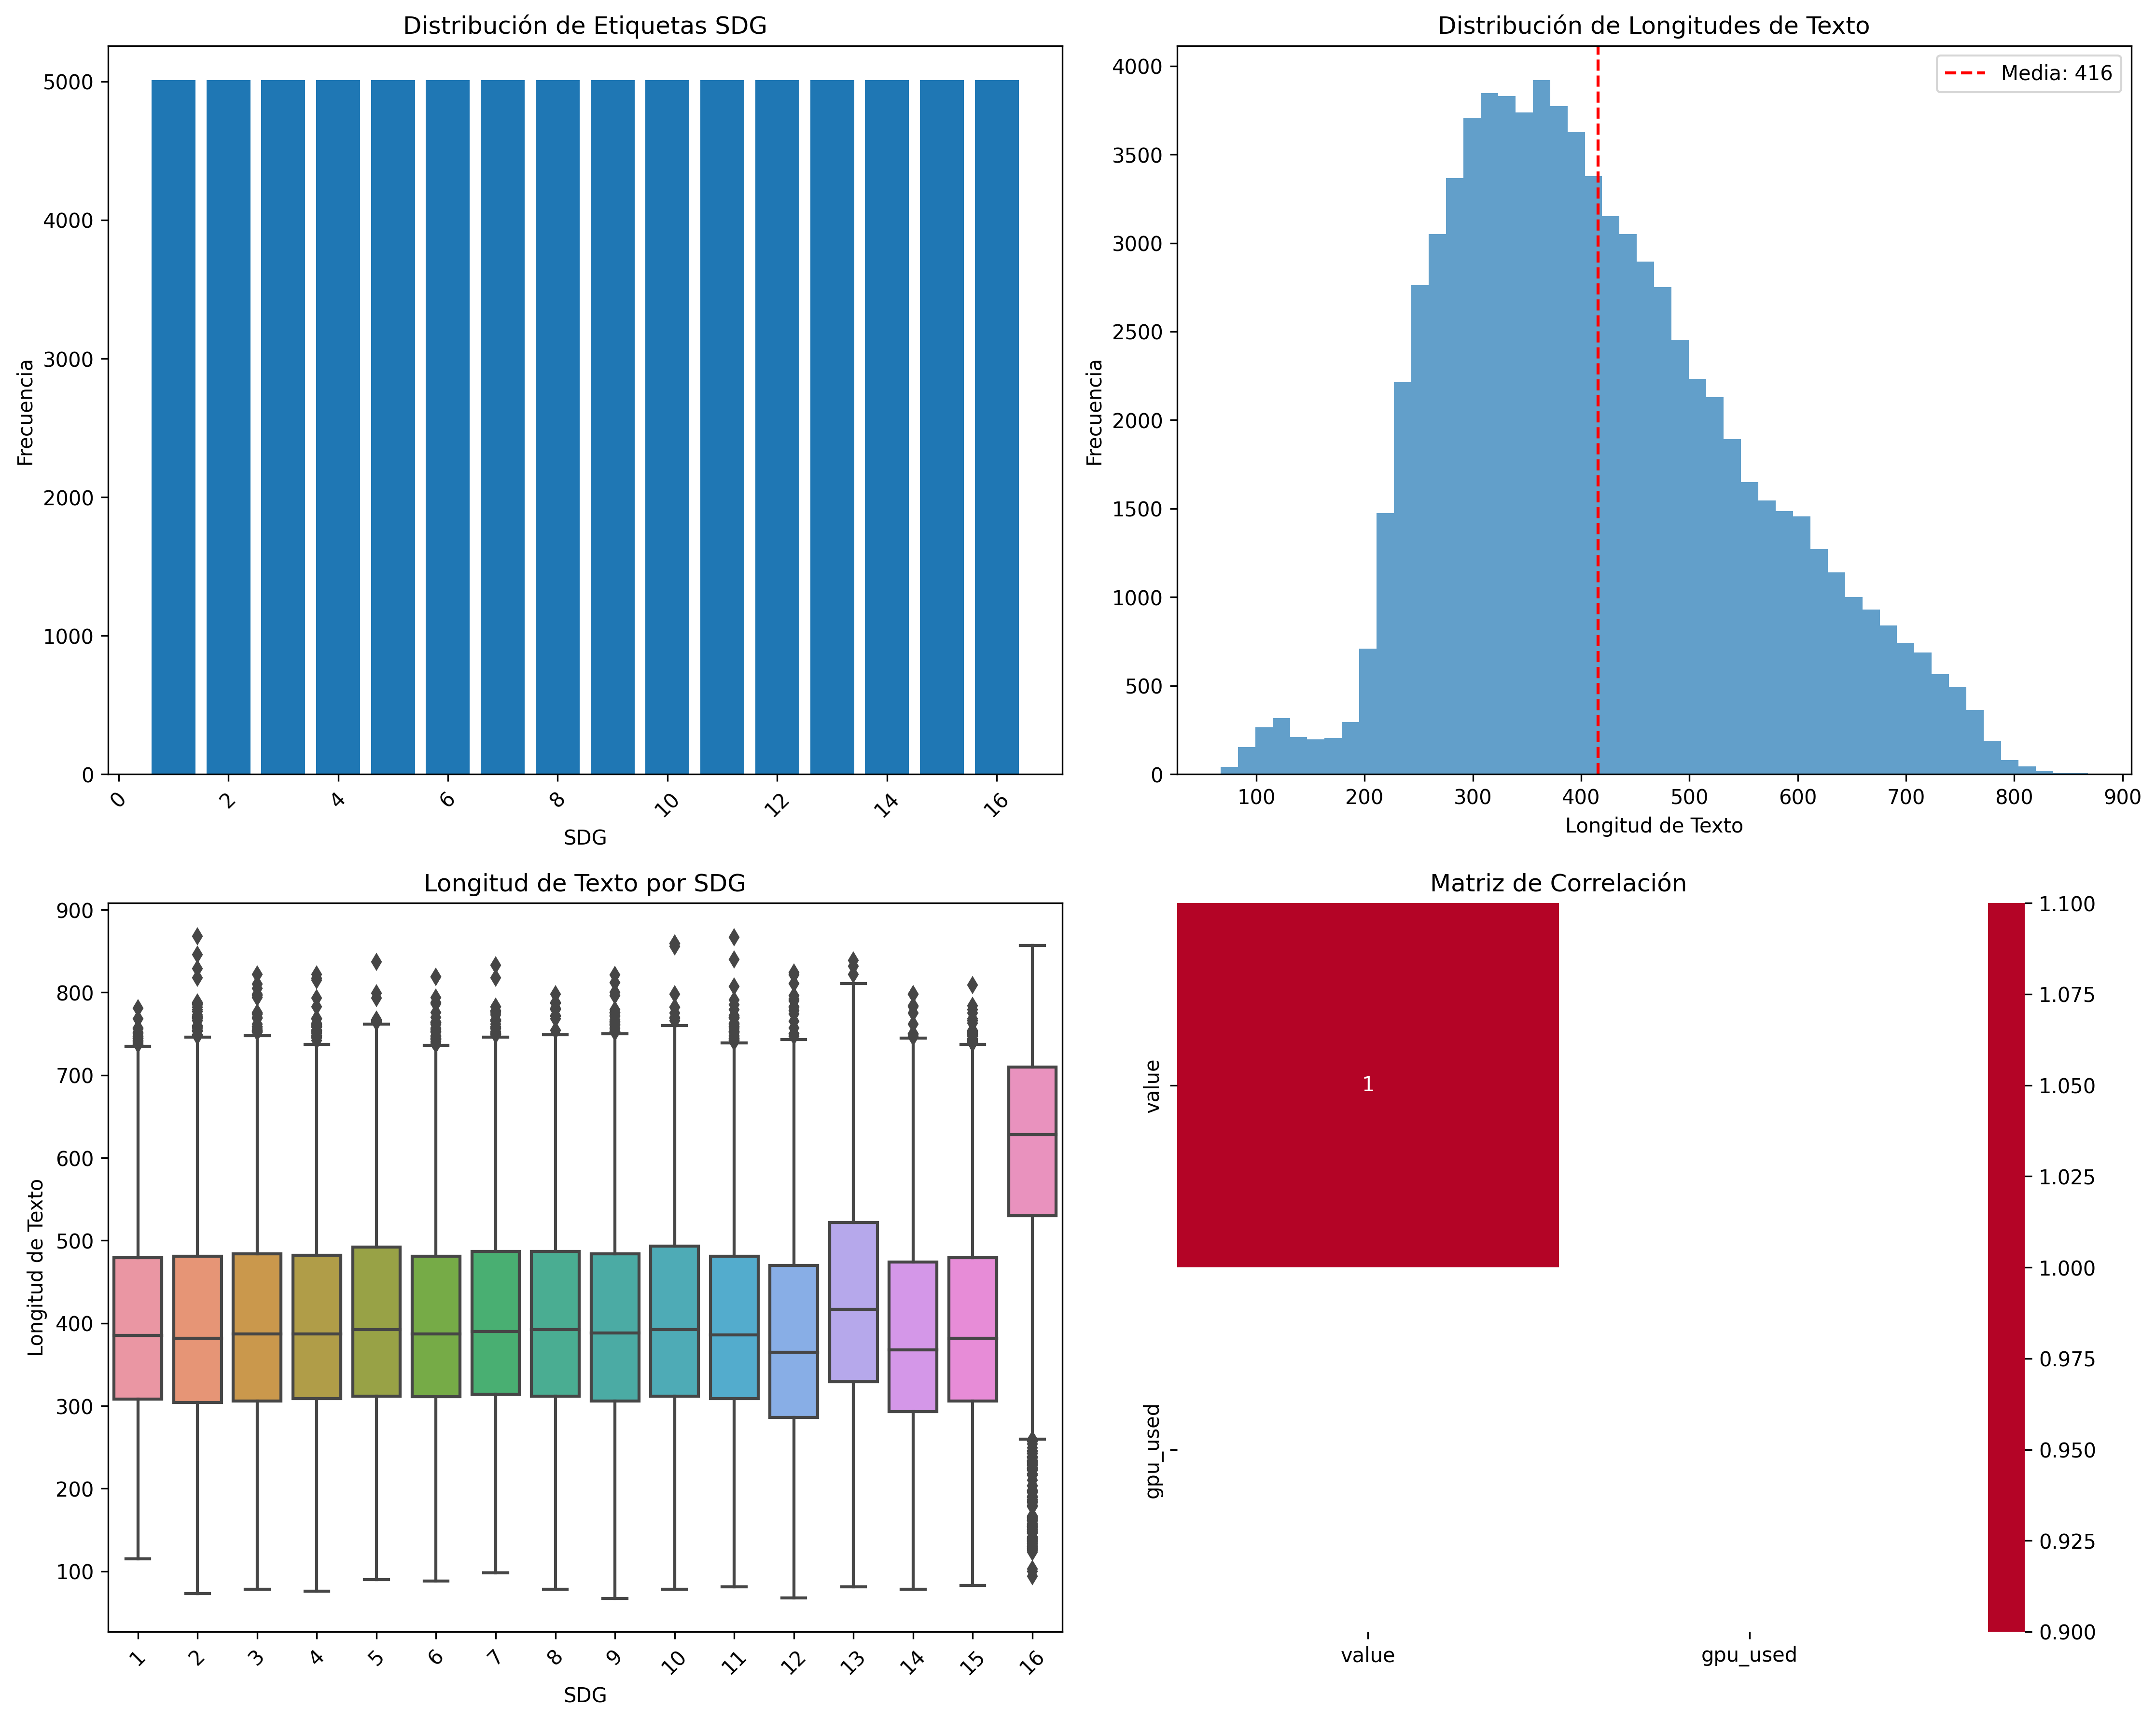 Distribución de Etiquetas SDG
5000
4000
3000
2000
1000
0
Frecuencia
0 2 4 6 8 10 12 14 16
SDG
Distribución de Longitudes de Texto
Media: 416
4000
3500
3000
2500
2000
1500
1000
500
0
Frecuencia
100 200 300 400 500 600 700 800 900
Longitud de Texto
Longitud de Texto por SDG
900
800
700
600
500
400
300
200
100
Longitud de Texto
1 2 3 4 5 6 7 8 9 10 11 12 13 14 15 16
SDG
Matriz de Correlación
value
gpu_used
1
value gpu_used
1.100
1.075
1.050
1.025
1.000
0.975
0.950
0.925
0.900